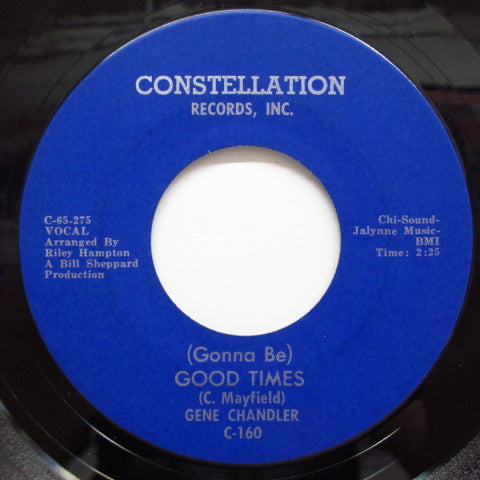 CONSTELLATION
RECORDS, INC.
C-65-275
VOCAL
Arranged By
Riley Hampton
A Bill Sheppard
Production
Chi-Sound-
Jalynne Music-
BMI
Time: 2:25
(Gonna Be)
GOOD TIMES
(C. Mayfield)
GENE CHANDLER
C-160